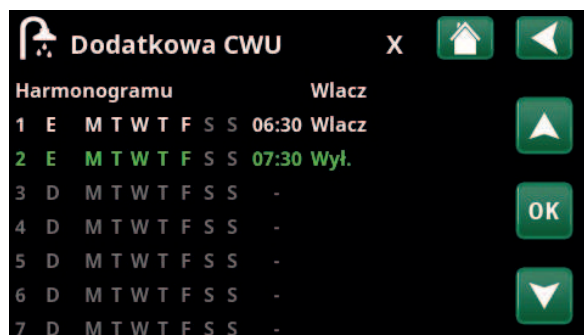 Dodatkowa CWU X
Harmonogramu Wlacz
1 E M T W T F S S 06:30 Wlacz
2 E M T W T F S S 07:30 Wył.
3 D M T W T F S S -
4 D M T W T F S S -
OK
5 D M T W T F S S -
6 D M T W T F S S -
7 D M T W T F S S -